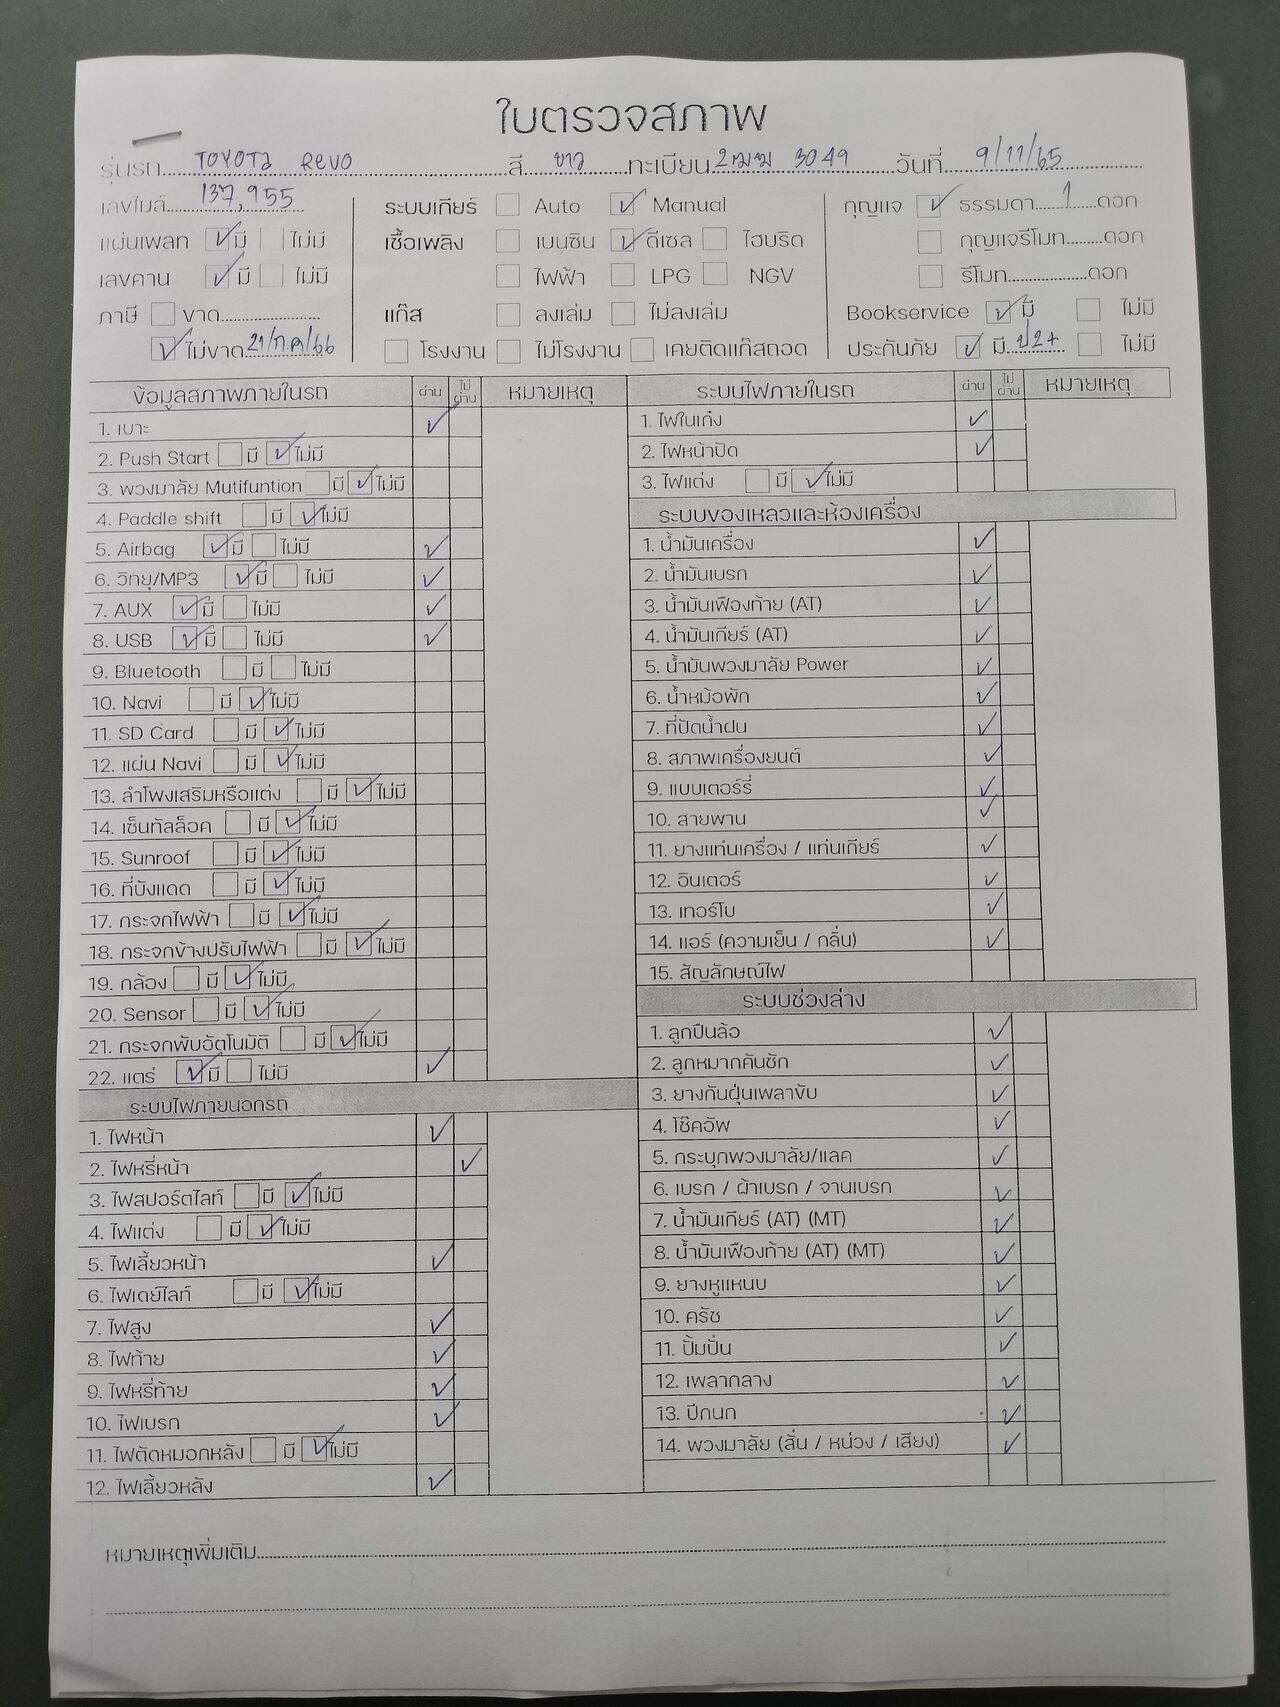 ใบตรวจสภาพ
รุ่นรถ TOYOTA REVO สี ขาว ทะเบียน 2ฒฆ 3049 วันที่ 9/11/65
เลขไมล์ 137,955
แผ่นเพลท ✓ มี ไม่มี
เลขคาน ✓ มี ไม่มี
ภาษี ขาด
✓ ไม่ขาด 21/ก.ค/66
ระบบเกียร์ Auto ✓ Manual
เชื้อเพลิง เบนซิน ✓ ดีเซล ไฮบริด
ไฟฟ้า LPG NGV
แก๊ส ลงเล่ม ไม่ลงเล่ม
โรงงาน ไม่โรงงาน เคยติดแก๊สถอด
กุญแจ ✓ ธรรมดา 1 ดอก
กุญแจรีโมท ดอก
รีโมท ดอก
Bookservice ✓ มี ไม่มี
ประกันภัย ✓ มี ป2+ ไม่มี
ข้อมูลสภาพภายในรถ ผ่าน ไม่ผ่าน หมายเหตุ
1. เบาะ ✓
2. Push Start มี ✓ ไม่มี
3. พวงมาลัย Mutifuntion มี ✓ ไม่มี
4. Paddle shift มี ✓ ไม่มี
5. Airbag ✓ มี ไม่มี ✓
6. วิทยุ/MP3 ✓ มี ไม่มี ✓
7. AUX ✓ มี ไม่มี ✓
8. USB ✓ มี ไม่มี ✓
9. Bluetooth มี ไม่มี
10. Navi มี ✓ ไม่มี
11. SD Card มี ✓ ไม่มี
12. แผ่น Navi มี ✓ ไม่มี
13. ลำโพงเสริมหรือแต่ง มี ✓ ไม่มี
14. เซ็นทัลล็อค มี ✓ ไม่มี
15. Sunroof มี ✓ ไม่มี
16. ที่บังแดด มี ✓ ไม่มี
17. กระจกไฟฟ้า มี ✓ ไม่มี
18. กระจกข้างปรับไฟฟ้า มี ✓ ไม่มี
19. กล้อง มี ✓ ไม่มี
20. Sensor มี ✓ ไม่มี
21. กระจกพับอัตโนมัติ มี ✓ ไม่มี
22. แตร่ ✓ มี ไม่มี ✓
ระบบไฟภายนอกรถ
1. ไฟหน้า ✓
2. ไฟหรี่หน้า ✓
3. ไฟสปอร์ตไลท์ มี ✓ ไม่มี
4. ไฟแต่ง มี ✓ ไม่มี
5. ไฟเลี้ยวหน้า ✓
6. ไฟเดย์ไลท์ มี ✓ ไม่มี
7. ไฟสูง ✓
8. ไฟท้าย ✓
9. ไฟหรี่ท้าย ✓
10. ไฟเบรก ✓
11. ไฟตัดหมอกหลัง มี ✓ ไม่มี
12. ไฟเลี้ยวหลัง ✓
ระบบไฟภายในรถ ผ่าน ไม่ผ่าน หมายเหตุ
1. ไฟในเก๋ง ✓
2. ไฟหน้าปัด ✓
3. ไฟแต่ง มี ✓ ไม่มี
ระบบของเหลวและห้องเครื่อง
1. น้ำมันเครื่อง ✓
2. น้ำมันเบรก ✓
3. น้ำมันเฟืองท้าย (AT) ✓
4. น้ำมันเกียร์ (AT) ✓
5. น้ำมันพวงมาลัย Power ✓
6. น้ำหม้อพัก ✓
7. ที่ปัดน้ำฝน ✓
8. สภาพเครื่องยนต์ ✓
9. แบบเตอร์รี่ ✓
10. สายพาน ✓
11. ยางแท่นเครื่อง / แท่นเกียร์ ✓
12. อินเตอร์ ✓
13. เทอร์โบ ✓
14. แอร์ (ความเย็น / กลิ่น) ✓
15. สัญลักษณ์ไฟ
ระบบช่วงล่าง
1. ลูกปืนล้อ ✓
2. ลูกหมากคันชัก ✓
3. ยางกันฝุ่นเพลาขับ ✓
4. โช๊คอัพ ✓
5. กระบุกพวงมาลัย/แลค ✓
6. เบรก / ผ้าเบรก / จานเบรก ✓
7. น้ำมันเกียร์ (AT) (MT) ✓
8. น้ำมันเฟืองท้าย (AT) (MT) ✓
9. ยางหูแหนบ ✓
10. ครัช ✓
11. ปั้มปั่น ✓
12. เพลากลาง ✓
13. ปีกนก ✓
14. พวงมาลัย (สั่น / หน่วง / เสียง) ✓
หมายเหตุเพิ่มเติม